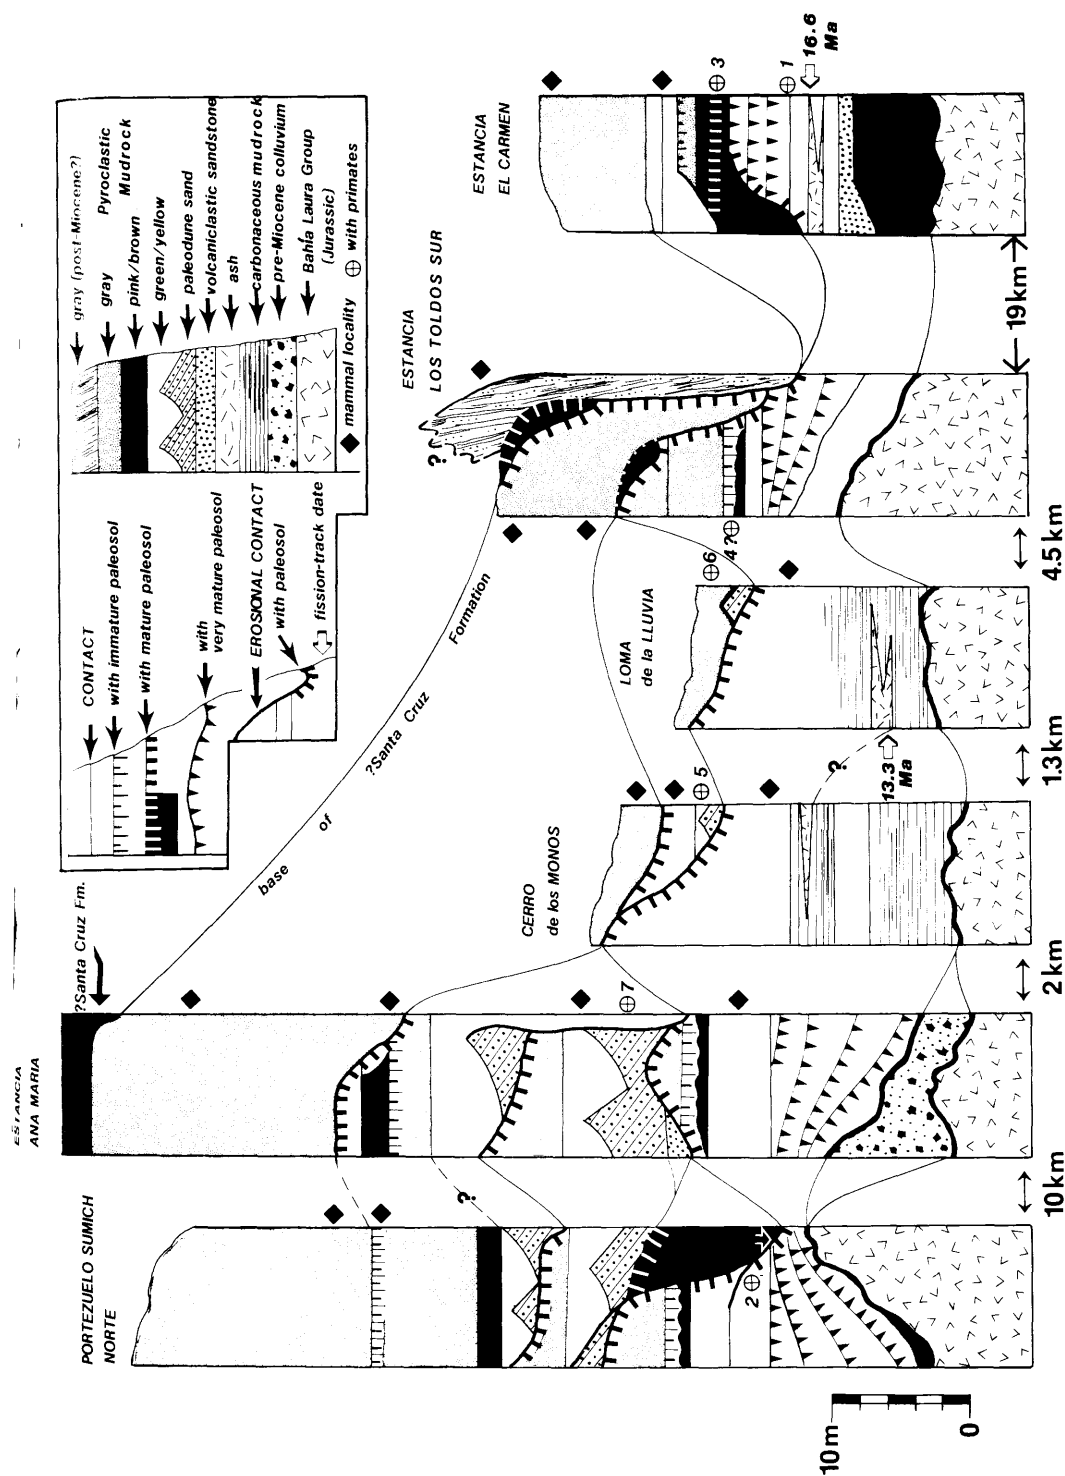 ESTANCIA
ANA MARIA
?Santa Cruz Fm.
PORTEZUELO SUMICH
NORTE
CERRO
de los MONOS
LOMA
de la LLUVIA
ESTANCIA
LOS TOLDOS SUR
ESTANCIA
EL CARMEN
base of ?Santa Cruz Formation
CONTACT
with immature paleosol
with mature paleosol
with
very mature paleosol
EROSIONAL CONTACT
with paleosol
fission-track date
gray (post-Miocene?)
gray
Pyroclastic
Mudrock
pink/brown
green/yellow
paleodune sand
volcaniclastic sandstone
ash
carbonaceous mudrock
pre-Miocene colluvium
Bahía Laura Group
(Jurassic)
mammal locality
with primates
?
2
7
5
?
13.3
Ma
6
4?
?
3
1
16.6
Ma
10m
0
10km
2km
1.3km
4.5km
19km